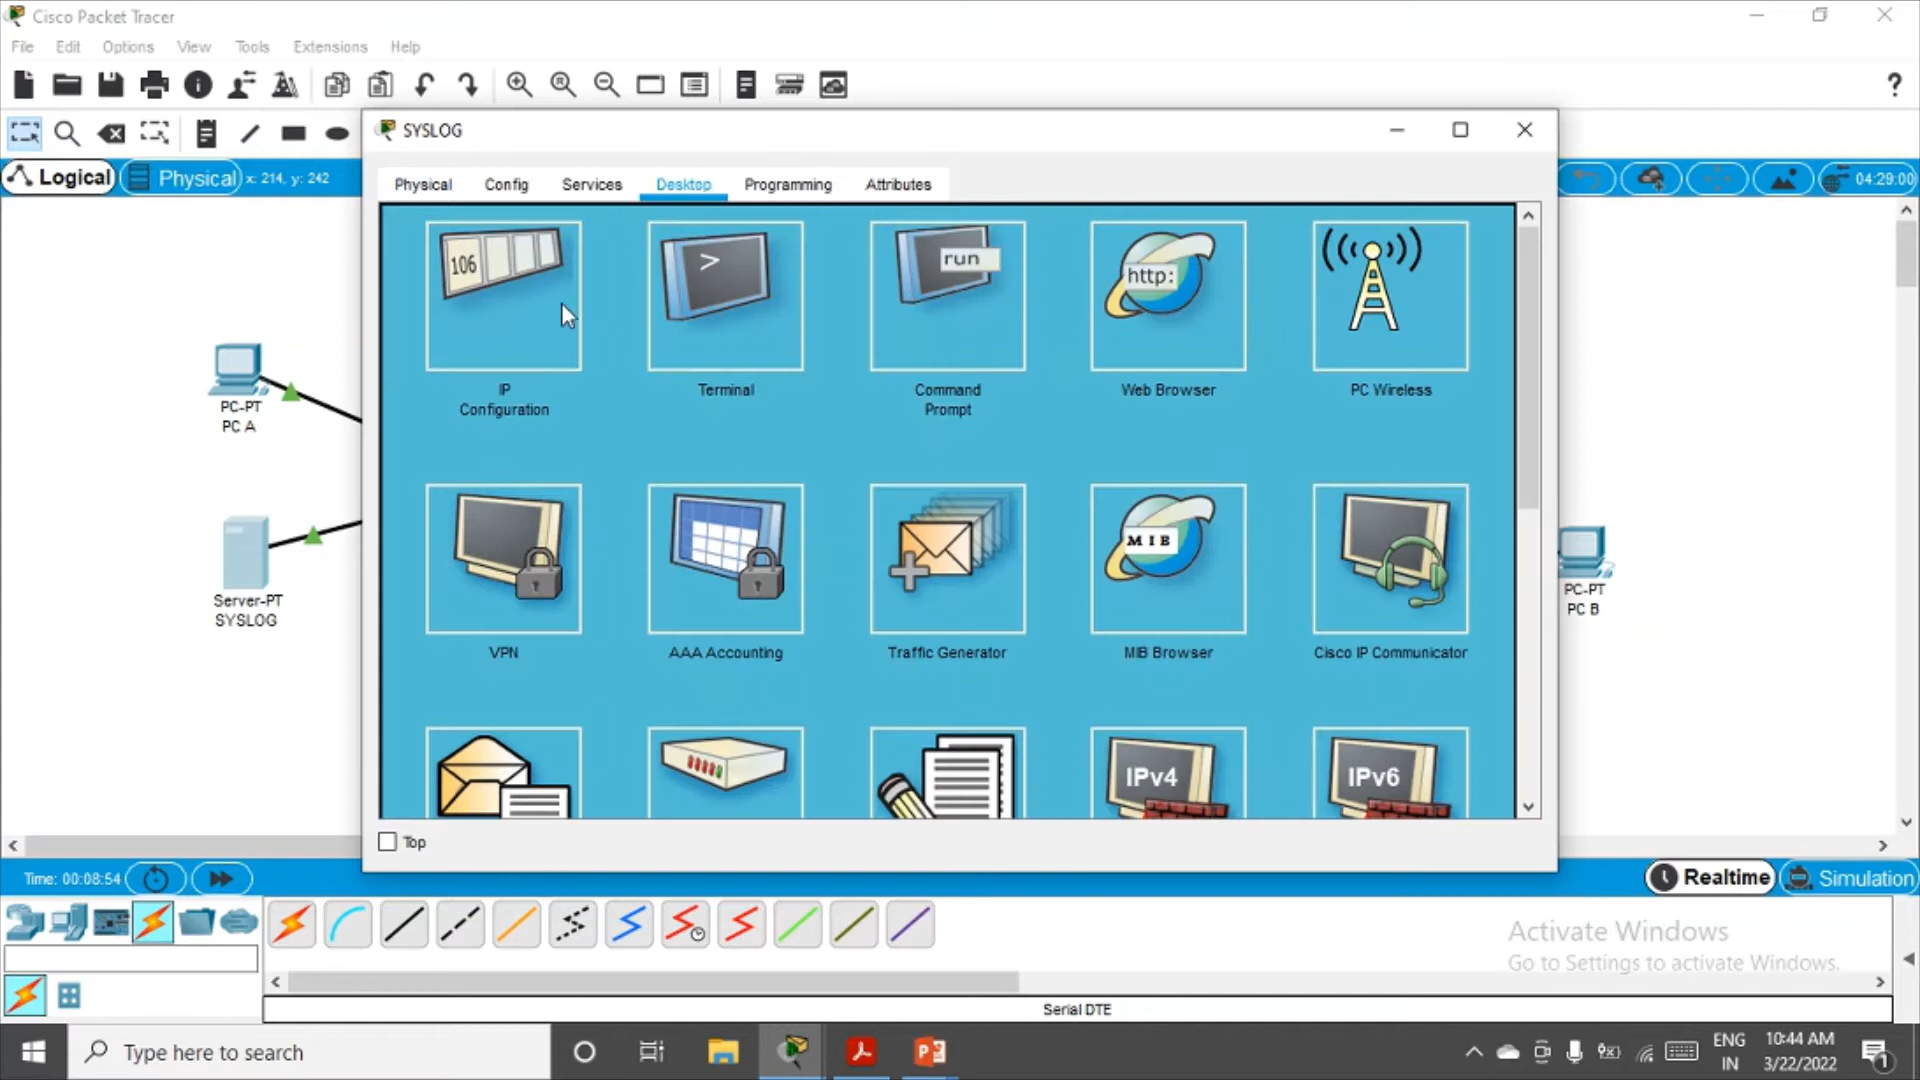 Cisco Packet Tracer
File Edit Options View Tools Extensions Help
?
SYSLOG
Logical Physical x: 214, y: 242
04:29:00
Physical Config Services Desktop Programming Attributes
106
>
run
http:
IP
Configuration
Terminal
Command
Prompt
Web Browser
PC Wireless
PC-PT
PC A
MIB
VPN
AAA Accounting
Traffic Generator
MIB Browser
Cisco IP Communicator
Server-PT
SYSLOG
PC-PT
PC B
IPv4
IPv6
Top
Time: 00:08:54
Realtime Simulation
Activate Windows
Go to Settings to activate Windows.
Serial DTE
Type here to search
ENG
IN
10:44 AM
3/22/2022
1